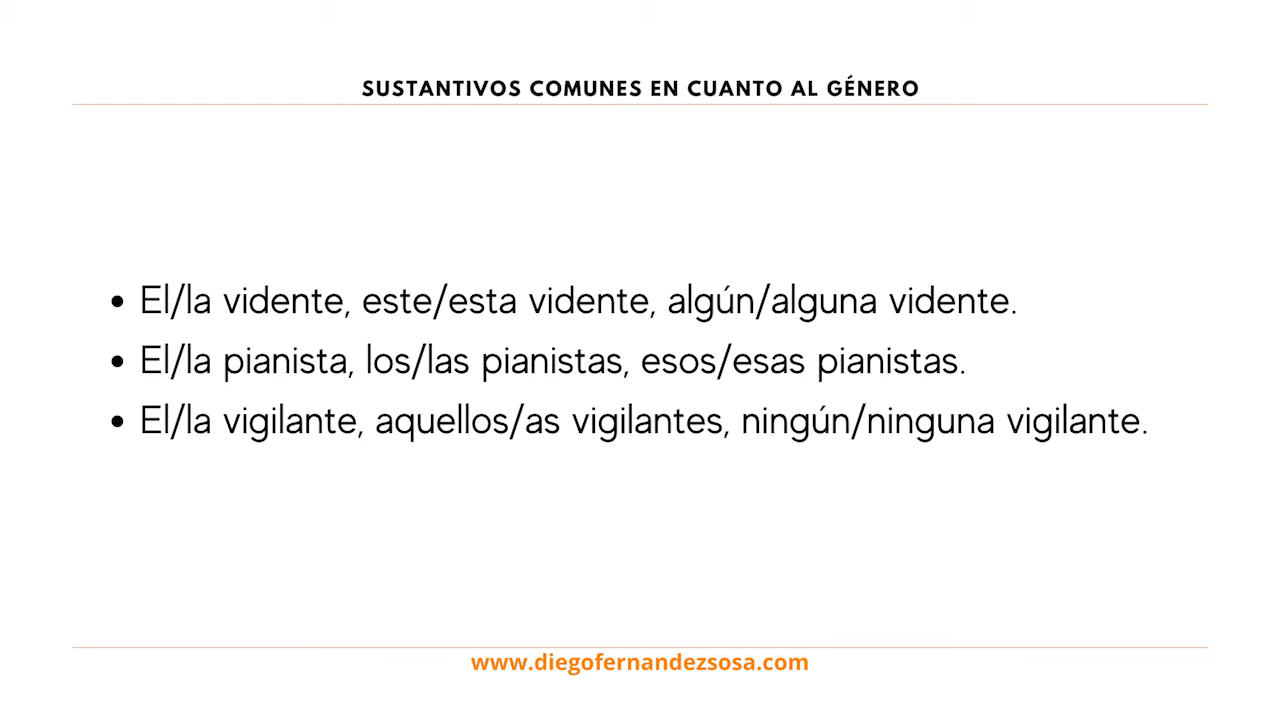 SUSTANTIVOS COMUNES EN CUANTO AL GÉNERO
• El/la vidente, este/esta vidente, algún/alguna vidente.
• El/la pianista, los/las pianistas, esos/esas pianistas.
• El/la vigilante, aquellos/as vigilantes, ningún/ninguna vigilante.
www.diegofernandezsosa.com